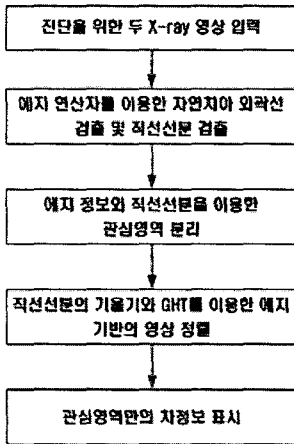 진단을 위한 두 X-ray 영상 입력
에지 연산자를 이용한 자연치아 외곽선
검출 및 직선선분 검출
에지 정보와 직선선분을 이용한
관심영역 분리
직선선분의 기울기와 GHT를 이용한 에지
기반의 영상 정렬
관심영역만의 차정보 표시